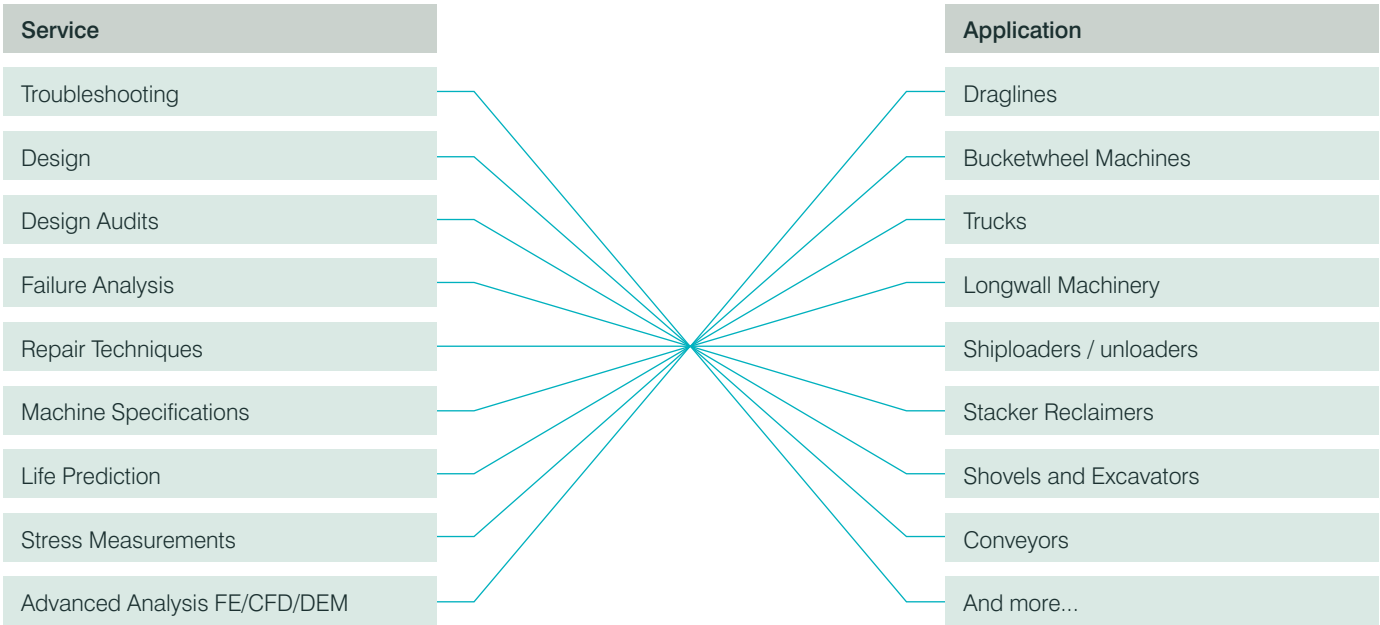 Service
Troubleshooting
Design
Design Audits
Failure Analysis
Repair Techniques
Machine Specifications
Life Prediction
Stress Measurements
Advanced Analysis FE/CFD/DEM
Application
Draglines
Bucketwheel Machines
Trucks
Longwall Machinery
Shiploaders / unloaders
Stacker Reclaimers
Shovels and Excavators
Conveyors
And more...